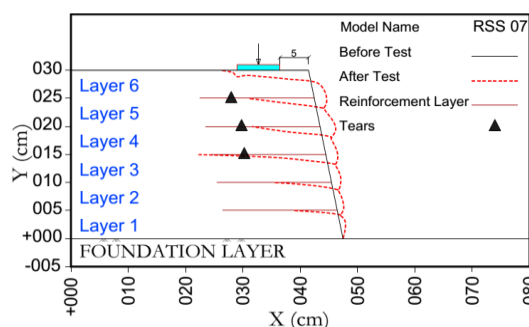 Model Name RSS 07
5 Before Test
After Test
030
Layer 6 Reinforcement Layer
025
Layer 5 Tears
020
Layer 4
015
Layer 3
010
Layer 2
005
Layer 1
+000
FOUNDATION LAYER
-005
Y (cm)
+000 010 020 030 040 050 060 070 080
X (cm)